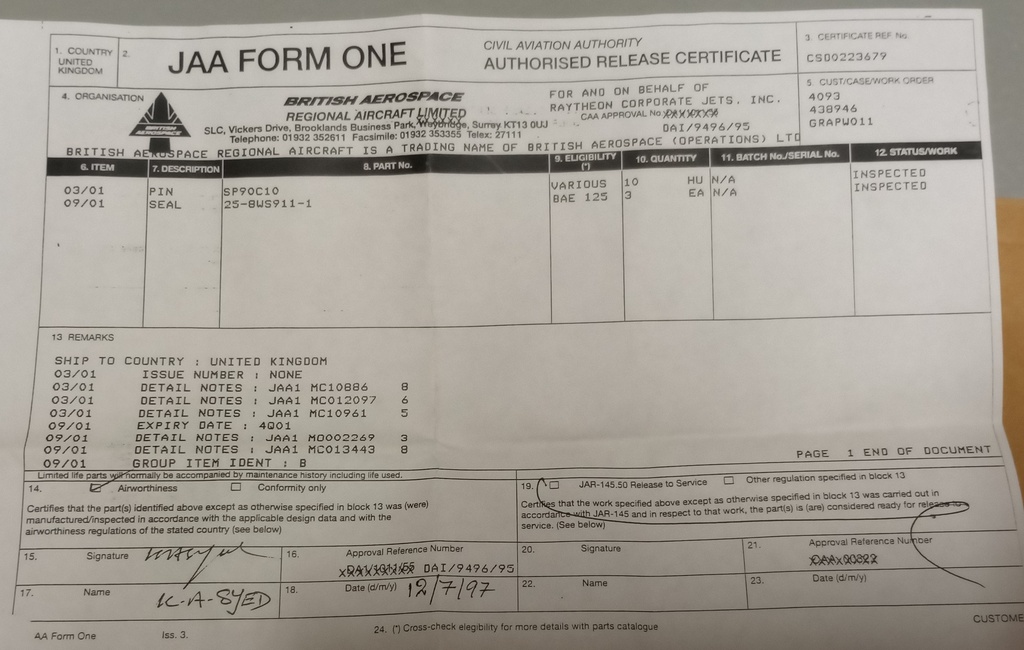 1. COUNTRY
UNITED
KINGDOM
2.
JAA FORM ONE
CIVIL AVIATION AUTHORITY
AUTHORISED RELEASE CERTIFICATE
3. CERTIFICATE REF No.
CS00223679
4. ORGANISATION
BRITISH
AEROSPACE
BRITISH AEROSPACE
REGIONAL AIRCRAFT LIMITED
SLC, Vickers Drive, Brooklands Business Park, Weybridge, Surrey KT13 0UJ
Telephone: 01932 352611 Facsimile: 01932 353355 Telex: 27111
FOR AND ON BEHALF OF
RAYTHEON CORPORATE JETS, INC.
CAA APPROVAL No
DAI/9496/95
BRITISH AEROSPACE REGIONAL AIRCRAFT IS A TRADING NAME OF BRITISH AEROSPACE (OPERATIONS) LTD
5. CUST/CASE/WORK ORDER
4093
438946
GRAPW011
6. ITEM 7. DESCRIPTION 8. PART No. 9. ELIGIBILITY (*) 10. QUANTITY 11. BATCH No./SERIAL No. 12. STATUS/WORK
03/01 PIN SP90C10 VARIOUS 10 HU N/A INSPECTED
09/01 SEAL 25-8WS911-1 BAE 125 3 EA N/A INSPECTED
13 REMARKS
SHIP TO COUNTRY : UNITED KINGDOM
03/01 ISSUE NUMBER : NONE
03/01 DETAIL NOTES : JAA1 MC10886 8
03/01 DETAIL NOTES : JAA1 MC012097 6
03/01 DETAIL NOTES : JAA1 MC10961 5
09/01 EXPIRY DATE : 4Q01
09/01 DETAIL NOTES : JAA1 MO002269 3
09/01 DETAIL NOTES : JAA1 MC013443 8
09/01 GROUP ITEM IDENT : B
PAGE 1 END OF DOCUMENT
Limited life parts will normally be accompanied by maintenance history including life used.
14. Airworthiness Conformity only
Certifies that the part(s) identified above except as otherwise specified in block 13 was (were)
manufactured/inspected in accordance with the applicable design data and with the
airworthiness regulations of the stated country (see below)
19. JAR-145.50 Release to Service Other regulation specified in block 13
Certifies that the work specified above except as otherwise specified in block 13 was carried out in
accordance with JAR-145 and in respect to that work, the part(s) is (are) considered ready for release to
service. (See below)
15. Signature
16. Approval Reference Number
DAI/9496/95
20. Signature
21. Approval Reference Number
17. Name K-A-SYED
18. Date (d/m/y) 12/7/97
22. Name
23. Date (d/m/y)
AA Form One Iss. 3.
24. (*) Cross-check elegibility for more details with parts catalogue
CUSTOME